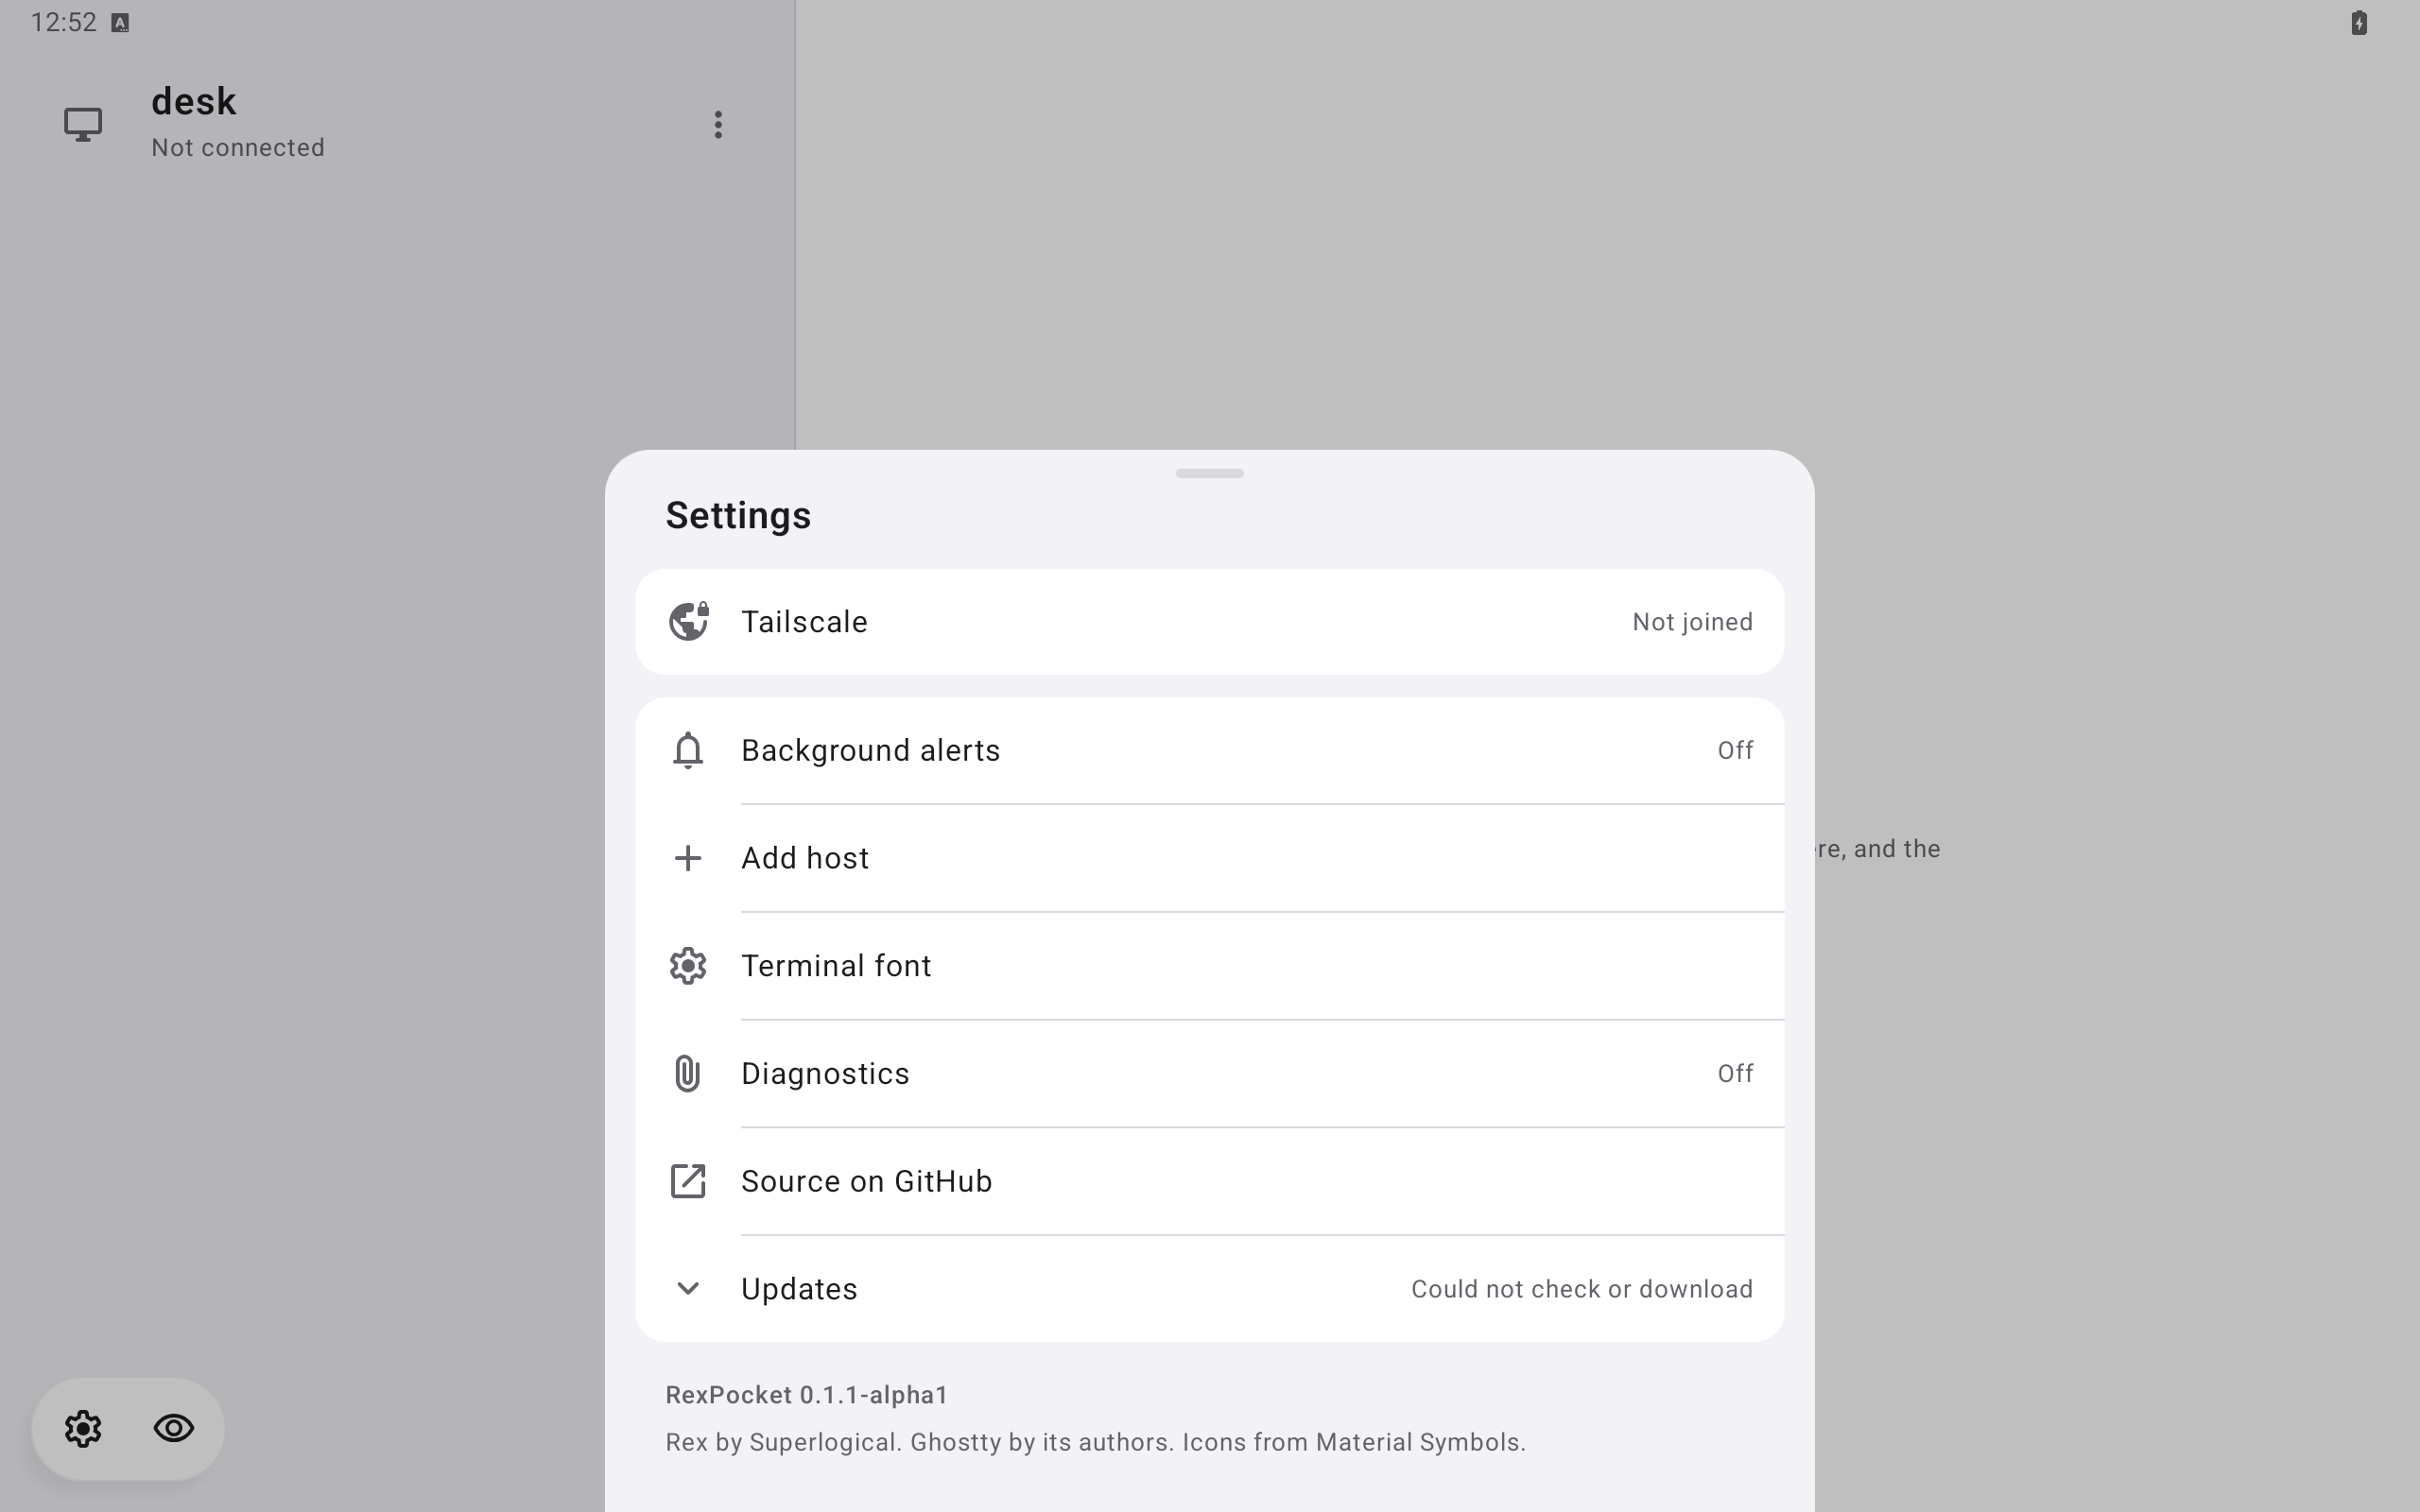 12:52
desk
Not connected
Settings
Tailscale Not joined
Background alerts Off
Add host
re, and the
Terminal font
Diagnostics Off
Source on GitHub
Updates Could not check or download
RexPocket 0.1.1-alpha1
Rex by Superlogical. Ghostty by its authors. Icons from Material Symbols.